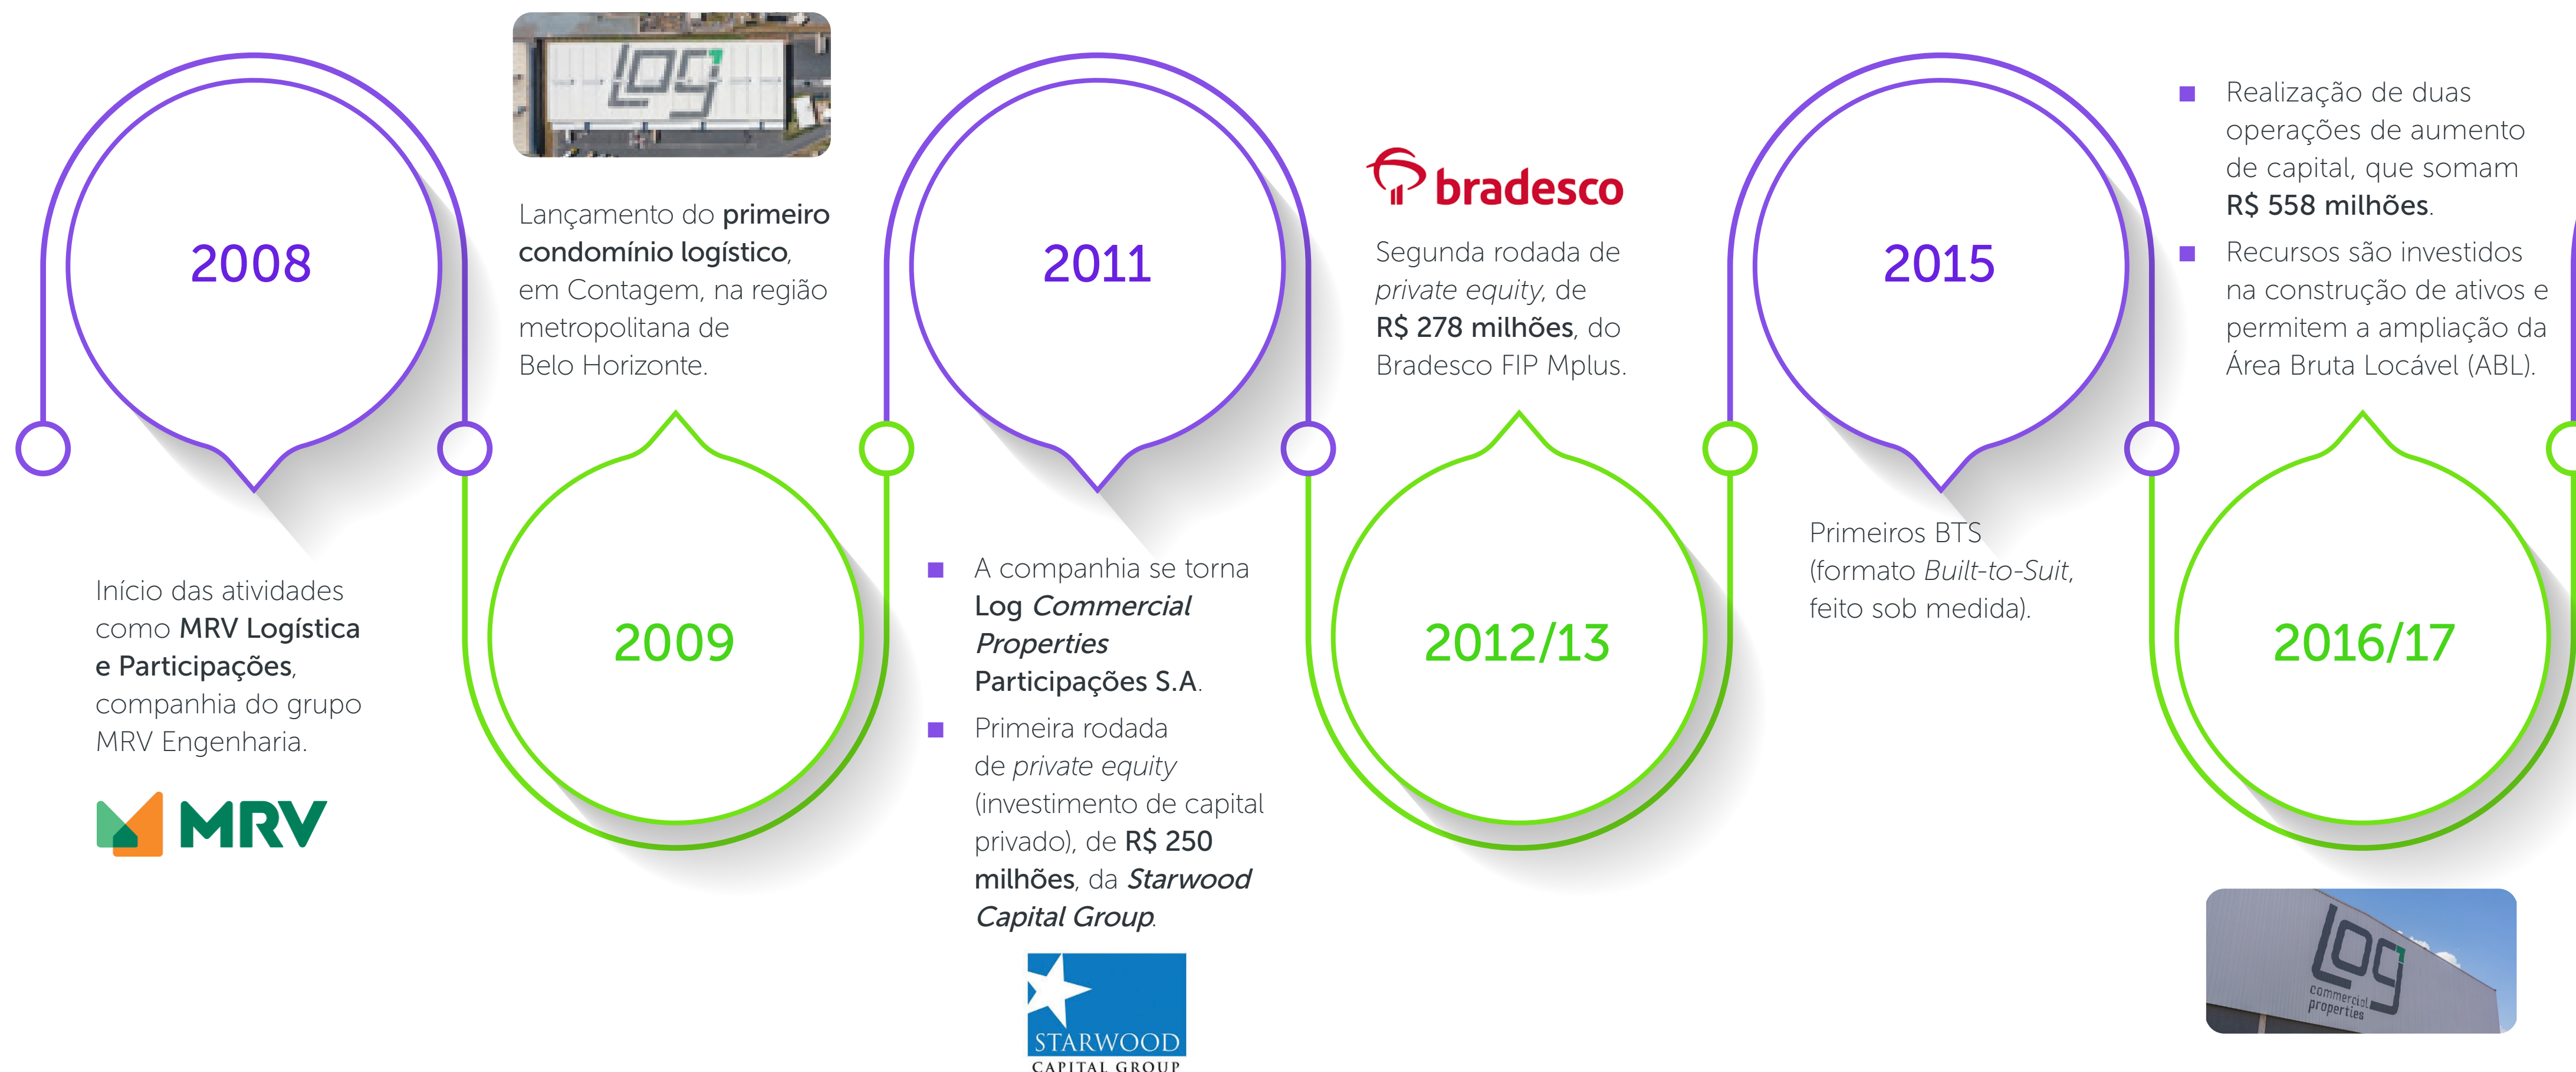 2008
Início das atividades
como MRV Logística
e Participações,
companhia do grupo
MRV Engenharia.
MRV
Log
Lançamento do primeiro
condomínio logístico,
em Contagem, na região
metropolitana de
Belo Horizonte.
2009
2011
■ A companhia se torna
Log Commercial
Properties
Participações S.A.
■ Primeira rodada
de private equity
(investimento de capital
privado), de R$ 250
milhões, da Starwood
Capital Group.
STARWOOD
CAPITAL GROUP
bradesco
Segunda rodada de
private equity, de
R$ 278 milhões, do
Bradesco FIP Mplus.
2012/13
2015
Primeiros BTS
(formato Built-to-Suit,
feito sob medida).
■ Realização de duas
operações de aumento
de capital, que somam
R$ 558 milhões.
■ Recursos são investidos
na construção de ativos e
permitem a ampliação da
Área Bruta Locável (ABL).
2016/17
Log
commercial
properties